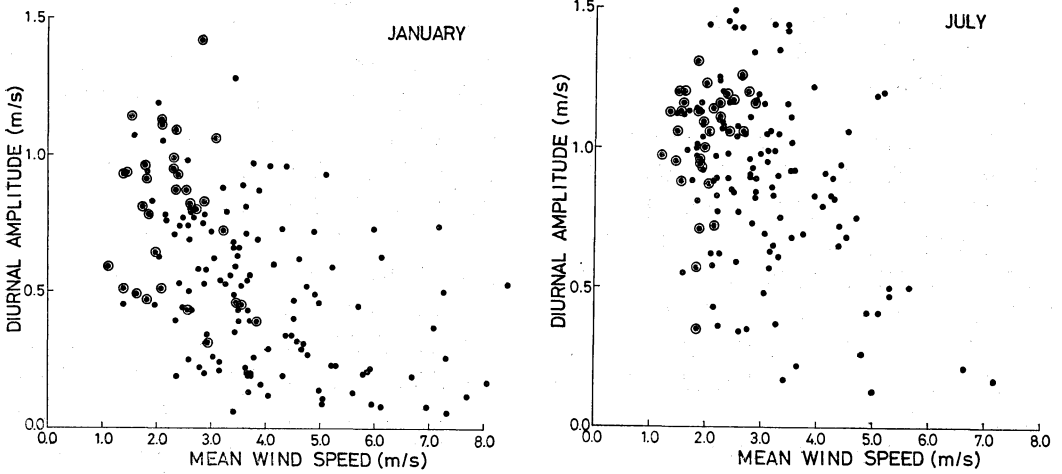 JANUARY
1.5
1.0
0.5
0.0
DIURNAL AMPLITUDE (m/s)
0.0 1.0 2.0 3.0 4.0 5.0 6.0 7.0 8.0
MEAN WIND SPEED (m/s)
JULY
1.5
1.0
0.5
0.0
DIURNAL AMPLITUDE (m/s)
0.0 1.0 2.0 3.0 4.0 5.0 6.0 7.0 8.0
MEAN WIND SPEED (m/s)